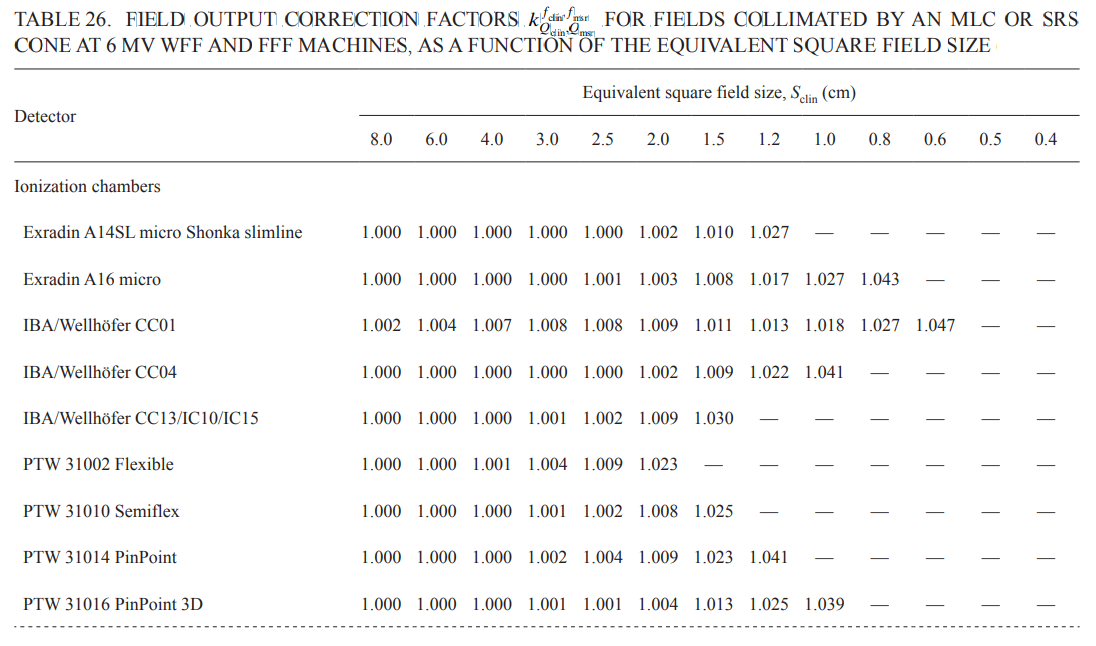 TABLE 26. FIELD OUTPUT CORRECTION FACTORS k^{f_clin, f_msr}_{Q_clin, Q_msr} FOR FIELDS COLLIMATED BY AN MLC OR SRS
CONE AT 6 MV WFF AND FFF MACHINES, AS A FUNCTION OF THE EQUIVALENT SQUARE FIELD SIZE
Equivalent square field size, S_clin (cm)
Detector
8.0 6.0 4.0 3.0 2.5 2.0 1.5 1.2 1.0 0.8 0.6 0.5 0.4
Ionization chambers
Exradin A14SL micro Shonka slimline 1.000 1.000 1.000 1.000 1.000 1.002 1.010 1.027 — — — — —
Exradin A16 micro 1.000 1.000 1.000 1.000 1.001 1.003 1.008 1.017 1.027 1.043 — — —
IBA/Wellhöfer CC01 1.002 1.004 1.007 1.008 1.008 1.009 1.011 1.013 1.018 1.027 1.047 — —
IBA/Wellhöfer CC04 1.000 1.000 1.000 1.000 1.000 1.002 1.009 1.022 1.041 — — — —
IBA/Wellhöfer CC13/IC10/IC15 1.000 1.000 1.000 1.001 1.002 1.009 1.030 — — — — — —
PTW 31002 Flexible 1.000 1.000 1.001 1.004 1.009 1.023 — — — — — — —
PTW 31010 Semiflex 1.000 1.000 1.000 1.001 1.002 1.008 1.025 — — — — — —
PTW 31014 PinPoint 1.000 1.000 1.000 1.002 1.004 1.009 1.023 1.041 — — — — —
PTW 31016 PinPoint 3D 1.000 1.000 1.000 1.001 1.001 1.004 1.013 1.025 1.039 — — — —